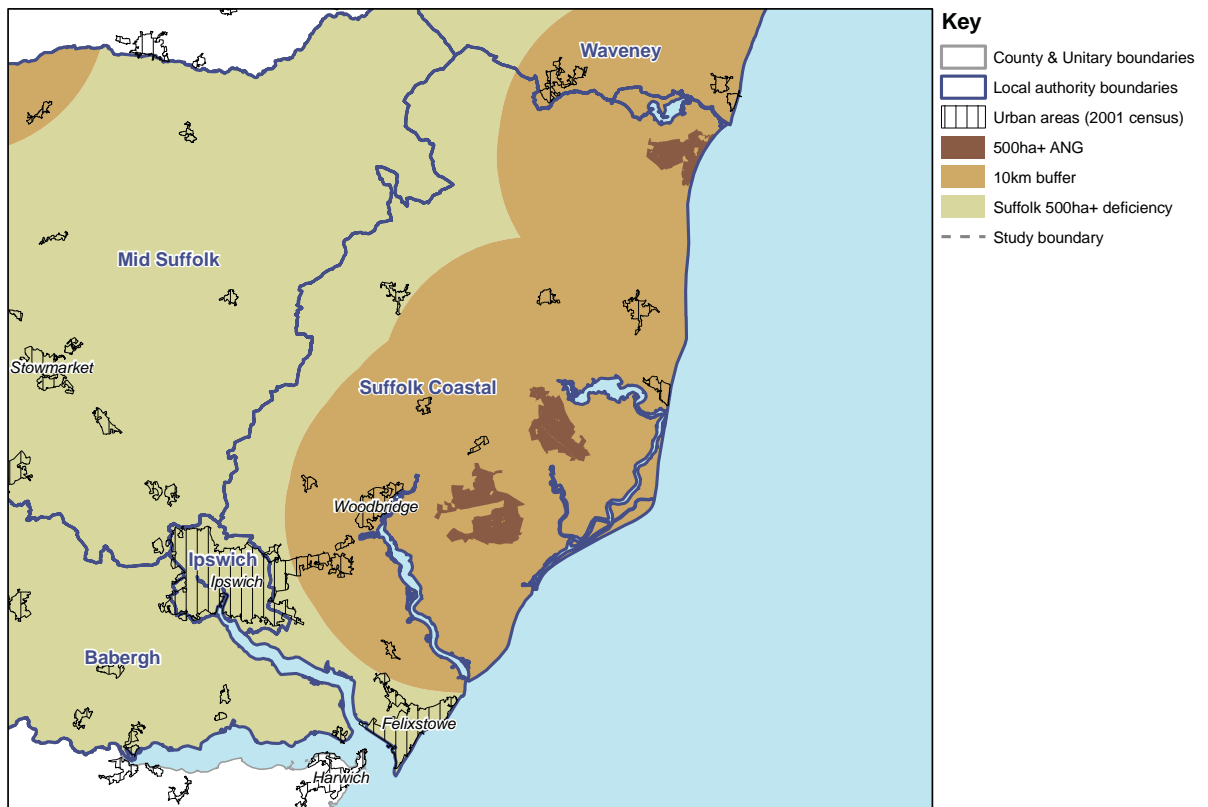 Key
County & Unitary boundaries
Local authority boundaries
Urban areas (2001 census)
500ha+ ANG
10km buffer
Suffolk 500ha+ deficiency
Study boundary
Waveney
Mid Suffolk
Stowmarket
Suffolk Coastal
Woodbridge
Ipswich
Ipswich
Babergh
Felixstowe
Harwich